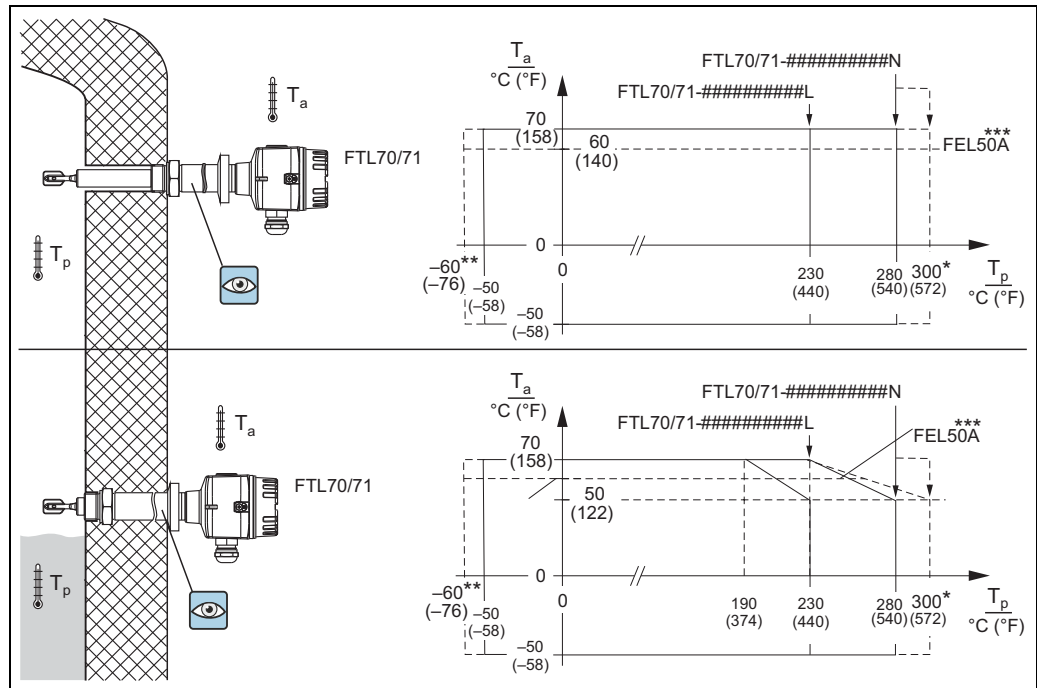 Ta
FTL70/71
Tp
Ta
°C (°F)
FTL70/71-##########N
FTL70/71-##########L
70
(158)
60
(140)
***
FEL50A
0
–60**
(–76)
–50
(–58)
0
230
(440)
280
(540)
300*
(572)
Tp
°C (°F)
–50
(–58)
Ta
FTL70/71
Tp
Ta
°C (°F)
FTL70/71-##########N
FTL70/71-##########L
***
FEL50A
70
(158)
50
(122)
0
–60**
(–76)
–50
(–58)
0
190
(374)
230
(440)
280
(540)
300*
(572)
Tp
°C (°F)
–50
(–58)